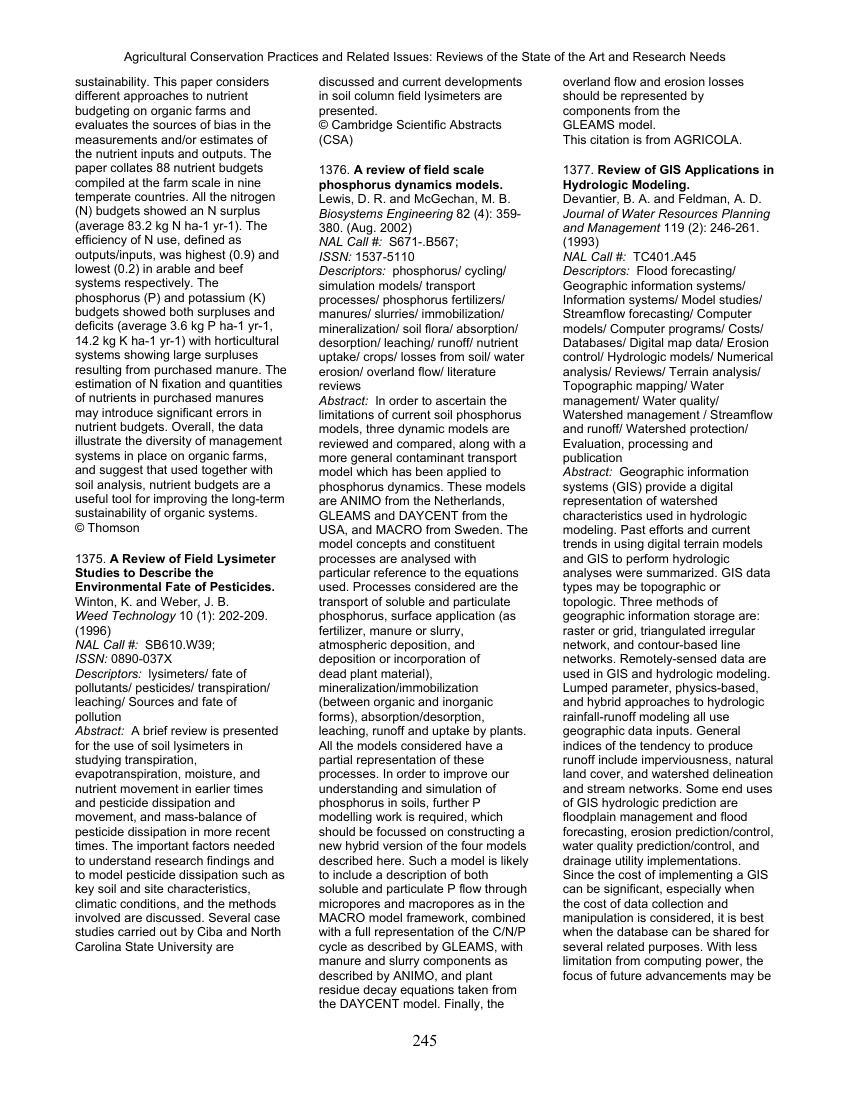 Agricultural Conservation Practices and Related Issues: Reviews of the State of the Art and Research Needs
sustainability. This paper considers
different approaches to nutrient
budgeting on organic farms and
evaluates the sources of bias in the
measurements and/or estimates of
the nutrient inputs and outputs. The
paper collates 88 nutrient budgets
compiled at the farm scale in nine
temperate countries. All the nitrogen
(N) budgets showed an N surplus
(average 83.2 kg N ha-1 yr-1). The
efficiency of N use, defined as
outputs/inputs, was highest (0.9) and
lowest (0.2) in arable and beef
systems respectively. The
phosphorus (P) and potassium (K)
budgets showed both surpluses and
deficits (average 3.6 kg P ha-1 yr-1,
14.2 kg K ha-1 yr-1) with horticultural
systems showing large surpluses
resulting from purchased manure. The
estimation of N fixation and quantities
of nutrients in purchased manures
may introduce significant errors in
nutrient budgets. Overall, the data
illustrate the diversity of management
systems in place on organic farms,
and suggest that used together with
soil analysis, nutrient budgets are a
useful tool for improving the long-term
sustainability of organic systems.
© Thomson
1375. A Review of Field Lysimeter
Studies to Describe the
Environmental Fate of Pesticides.
Winton, K. and Weber, J. B.
Weed Technology 10 (1): 202-209.
(1996)
NAL Call #: SB610.W39;
ISSN: 0890-037X
Descriptors: lysimeters/ fate of
pollutants/ pesticides/ transpiration/
leaching/ Sources and fate of
pollution
Abstract: A brief review is presented
for the use of soil lysimeters in
studying transpiration,
evapotranspiration, moisture, and
nutrient movement in earlier times
and pesticide dissipation and
movement, and mass-balance of
pesticide dissipation in more recent
times. The important factors needed
to understand research findings and
to model pesticide dissipation such as
key soil and site characteristics,
climatic conditions, and the methods
involved are discussed. Several case
studies carried out by Ciba and North
Carolina State University are
discussed and current developments
in soil column field lysimeters are
presented.
© Cambridge Scientific Abstracts
(CSA)
1376. A review of field scale
phosphorus dynamics models.
Lewis, D. R. and McGechan, M. B.
Biosystems Engineering 82 (4): 359-
380. (Aug. 2002)
NAL Call #: S671-.B567;
ISSN: 1537-5110
Descriptors: phosphorus/ cycling/
simulation models/ transport
processes/ phosphorus fertilizers/
manures/ slurries/ immobilization/
mineralization/ soil flora/ absorption/
desorption/ leaching/ runoff/ nutrient
uptake/ crops/ losses from soil/ water
erosion/ overland flow/ literature
reviews
Abstract: In order to ascertain the
limitations of current soil phosphorus
models, three dynamic models are
reviewed and compared, along with a
more general contaminant transport
model which has been applied to
phosphorus dynamics. These models
are ANIMO from the Netherlands,
GLEAMS and DAYCENT from the
USA, and MACRO from Sweden. The
model concepts and constituent
processes are analysed with
particular reference to the equations
used. Processes considered are the
transport of soluble and particulate
phosphorus, surface application (as
fertilizer, manure or slurry,
atmospheric deposition, and
deposition or incorporation of
dead plant material),
mineralization/immobilization
(between organic and inorganic
forms), absorption/desorption,
leaching, runoff and uptake by plants.
All the models considered have a
partial representation of these
processes. In order to improve our
understanding and simulation of
phosphorus in soils, further P
modelling work is required, which
should be focussed on constructing a
new hybrid version of the four models
described here. Such a model is likely
to include a description of both
soluble and particulate P flow through
micropores and macropores as in the
MACRO model framework, combined
with a full representation of the C/N/P
cycle as described by GLEAMS, with
manure and slurry components as
described by ANIMO, and plant
residue decay equations taken from
the DAYCENT model. Finally, the
overland flow and erosion losses
should be represented by
components from the
GLEAMS model.
This citation is from AGRICOLA.
1377. Review of GIS Applications in
Hydrologic Modeling.
Devantier, B. A. and Feldman, A. D.
Journal of Water Resources Planning
and Management 119 (2): 246-261.
(1993)
NAL Call #: TC401.A45
Descriptors: Flood forecasting/
Geographic information systems/
Information systems/ Model studies/
Streamflow forecasting/ Computer
models/ Computer programs/ Costs/
Databases/ Digital map data/ Erosion
control/ Hydrologic models/ Numerical
analysis/ Reviews/ Terrain analysis/
Topographic mapping/ Water
management/ Water quality/
Watershed management / Streamflow
and runoff/ Watershed protection/
Evaluation, processing and
publication
Abstract: Geographic information
systems (GIS) provide a digital
representation of watershed
characteristics used in hydrologic
modeling. Past efforts and current
trends in using digital terrain models
and GIS to perform hydrologic
analyses were summarized. GIS data
types may be topographic or
topologic. Three methods of
geographic information storage are:
raster or grid, triangulated irregular
network, and contour-based line
networks. Remotely-sensed data are
used in GIS and hydrologic modeling.
Lumped parameter, physics-based,
and hybrid approaches to hydrologic
rainfall-runoff modeling all use
geographic data inputs. General
indices of the tendency to produce
runoff include imperviousness, natural
land cover, and watershed delineation
and stream networks. Some end uses
of GIS hydrologic prediction are
floodplain management and flood
forecasting, erosion prediction/control,
water quality prediction/control, and
drainage utility implementations.
Since the cost of implementing a GIS
can be significant, especially when
the cost of data collection and
manipulation is considered, it is best
when the database can be shared for
several related purposes. With less
limitation from computing power, the
focus of future advancements may be
245